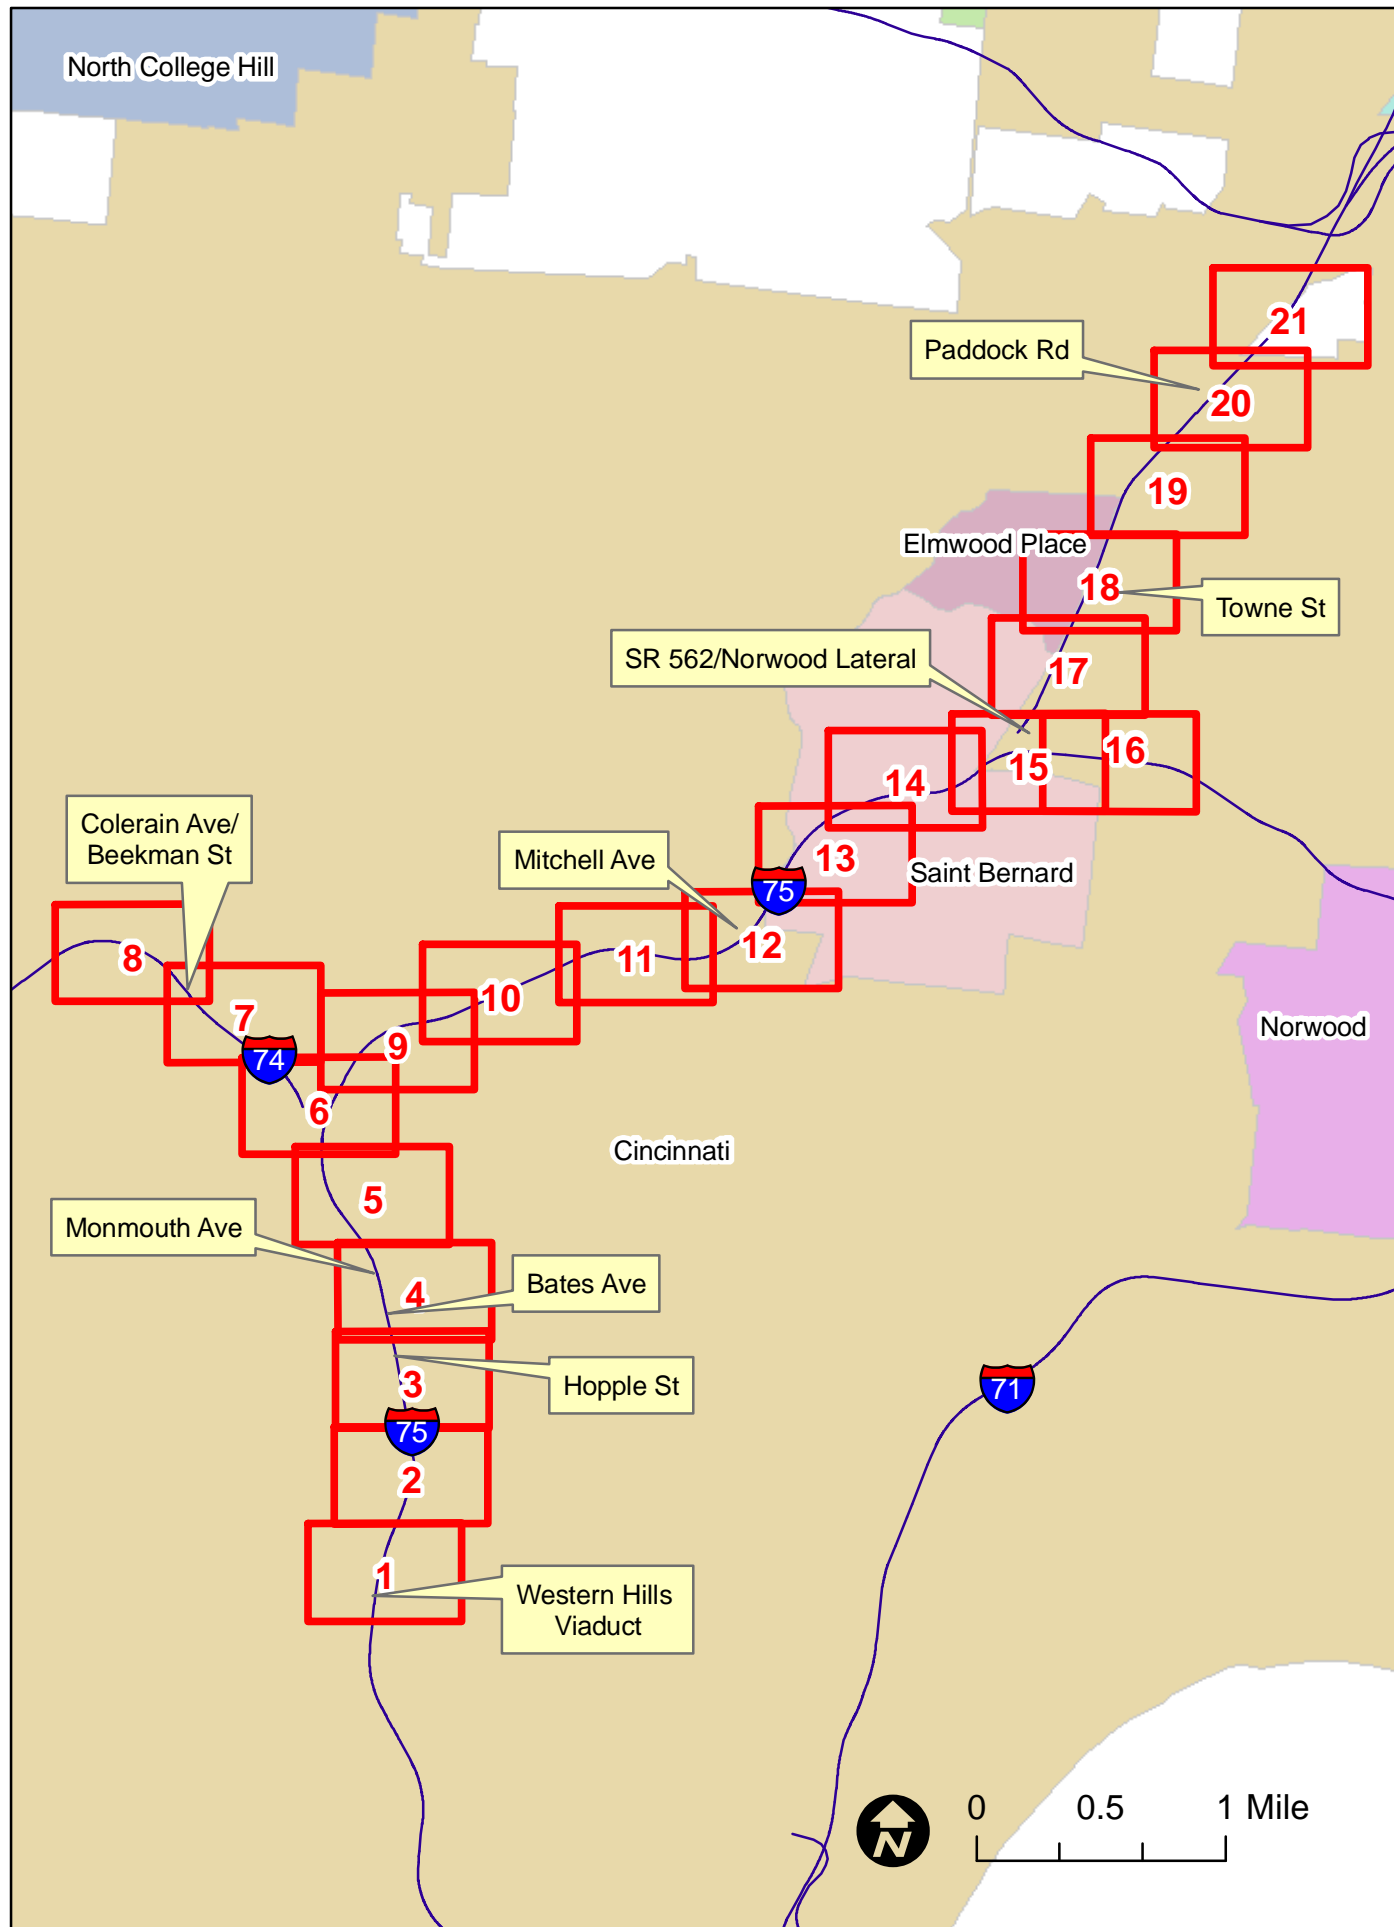 North College Hill
21
Paddock Rd
20
19
Elmwood Place
18
Towne St
SR 562/Norwood Lateral
17
16
15
14
Colerain Ave/
Beekman St
Mitchell Ave
13
Saint Bernard
75
12
11
8
10
7
Norwood
9
74
6
Cincinnati
5
Monmouth Ave
4
Bates Ave
3
Hopple St
71
75
2
1
Western Hills
Viaduct
N
0 0.5 1 Mile